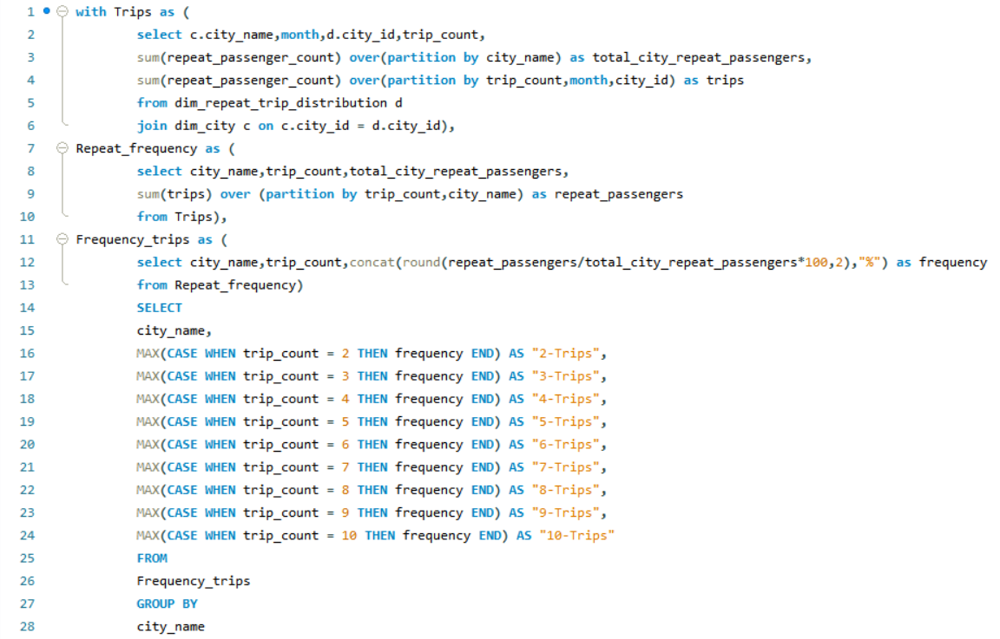 1 with Trips as (
2 select c.city_name,month,d.city_id,trip_count,
3 sum(repeat_passenger_count) over(partition by city_name) as total_city_repeat_passengers,
4 sum(repeat_passenger_count) over(partition by trip_count,month,city_id) as trips
5 from dim_repeat_trip_distribution d
6 join dim_city c on c.city_id = d.city_id),
7 Repeat_frequency as (
8 select city_name,trip_count,total_city_repeat_passengers,
9 sum(trips) over (partition by trip_count,city_name) as repeat_passengers
10 from Trips),
11 Frequency_trips as (
12 select city_name,trip_count,concat(round(repeat_passengers/total_city_repeat_passengers*100,2),"%") as frequency
13 from Repeat_frequency)
14 SELECT
15 city_name,
16 MAX(CASE WHEN trip_count = 2 THEN frequency END) AS "2-Trips",
17 MAX(CASE WHEN trip_count = 3 THEN frequency END) AS "3-Trips",
18 MAX(CASE WHEN trip_count = 4 THEN frequency END) AS "4-Trips",
19 MAX(CASE WHEN trip_count = 5 THEN frequency END) AS "5-Trips",
20 MAX(CASE WHEN trip_count = 6 THEN frequency END) AS "6-Trips",
21 MAX(CASE WHEN trip_count = 7 THEN frequency END) AS "7-Trips",
22 MAX(CASE WHEN trip_count = 8 THEN frequency END) AS "8-Trips",
23 MAX(CASE WHEN trip_count = 9 THEN frequency END) AS "9-Trips",
24 MAX(CASE WHEN trip_count = 10 THEN frequency END) AS "10-Trips"
25 FROM
26 Frequency_trips
27 GROUP BY
28 city_name